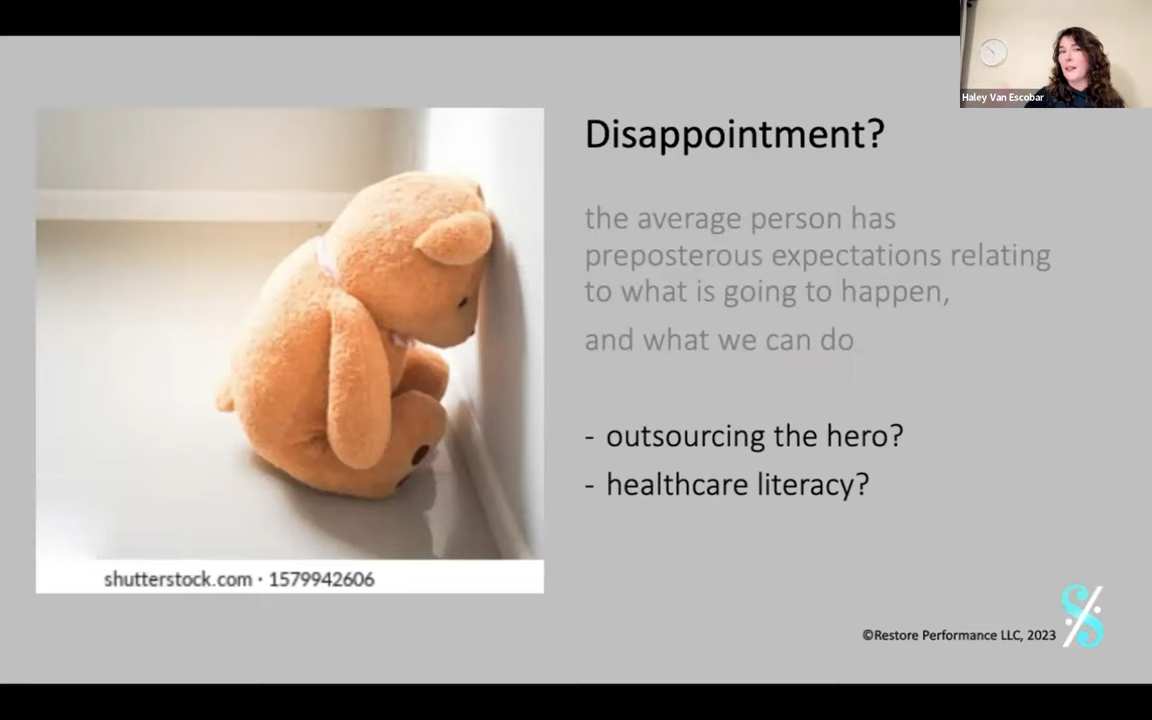 Haley Van Escobar
Disappointment?
the average person has
preposterous expectations relating
to what is going to happen,
and what we can do
- outsourcing the hero?
- healthcare literacy?
shutterstock.com · 1579942606
©Restore Performance LLC, 2023